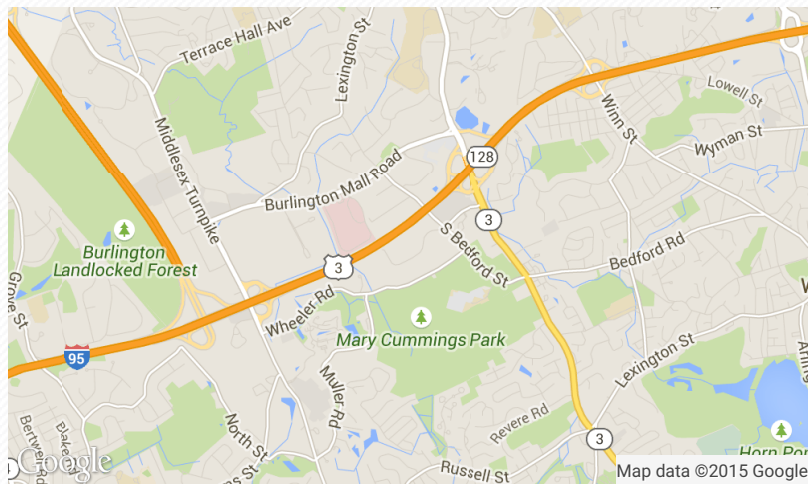 Terrace Hall Ave
Lexington St
Middlesex Turnpike
Winn St
Lowell St
Wyman St
128
Burlington Mall Road
3
S Bedford St
Bedford Rd
Burlington
Landlocked Forest
Grove St
3
Wheeler Rd
Mary Cummings Park
95
Muller Rd
Lexington St
North St
Revere Rd
3
Russell St
Google
Map data ©2015 Google